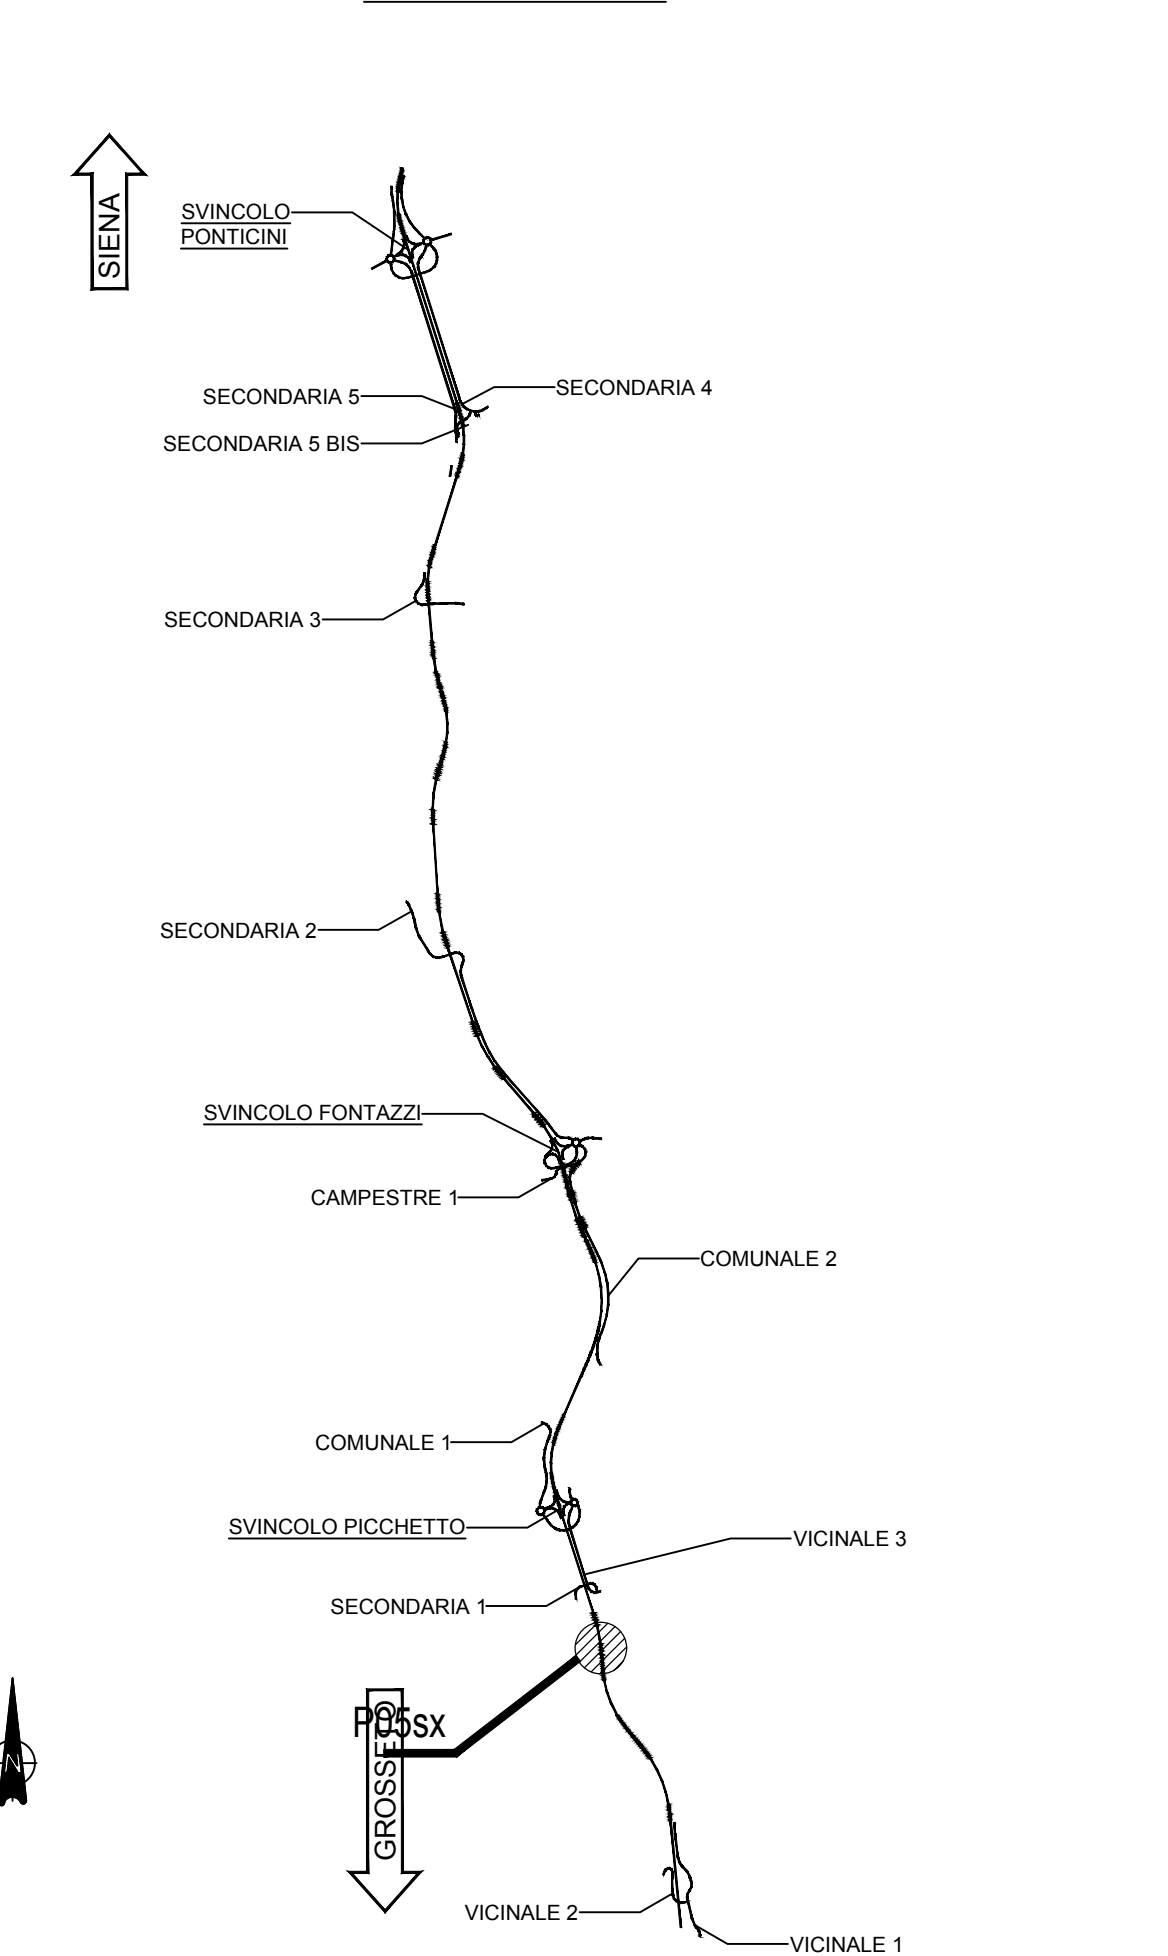 SIENA
SVINCOLO
PONTICINI
SECONDARIA 4
SECONDARIA 5
SECONDARIA 5 BIS
SECONDARIA 3
SECONDARIA 2
SVINCOLO FONTAZZI
CAMPESTRE 1
COMUNALE 2
COMUNALE 1
SVINCOLO PICCHETTO
VICINALE 3
SECONDARIA 1
P05sx
GROSSETO
N
VICINALE 2
VICINALE 1